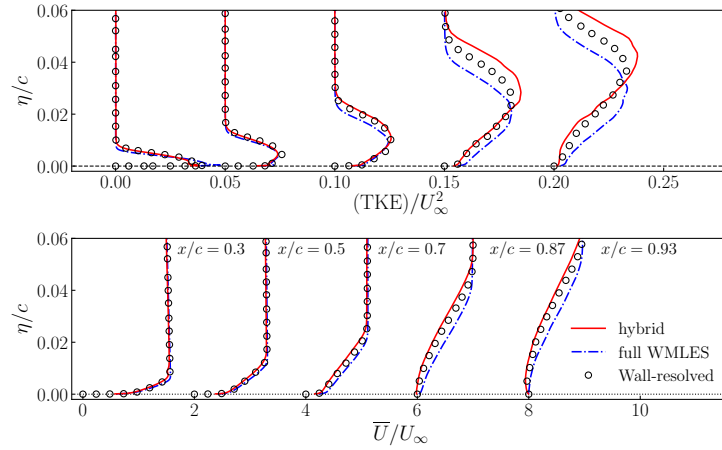 0.06
0.04
0.02
0.00
η/c
0.00 0.05 0.10 0.15 0.20 0.25
(TKE)/U²∞
0.06
0.04
0.02
0.00
η/c
x/c = 0.3 x/c = 0.5 x/c = 0.7 x/c = 0.87 x/c = 0.93
hybrid
full WMLES
Wall-resolved
0 2 4 6 8 10
U̅/U∞